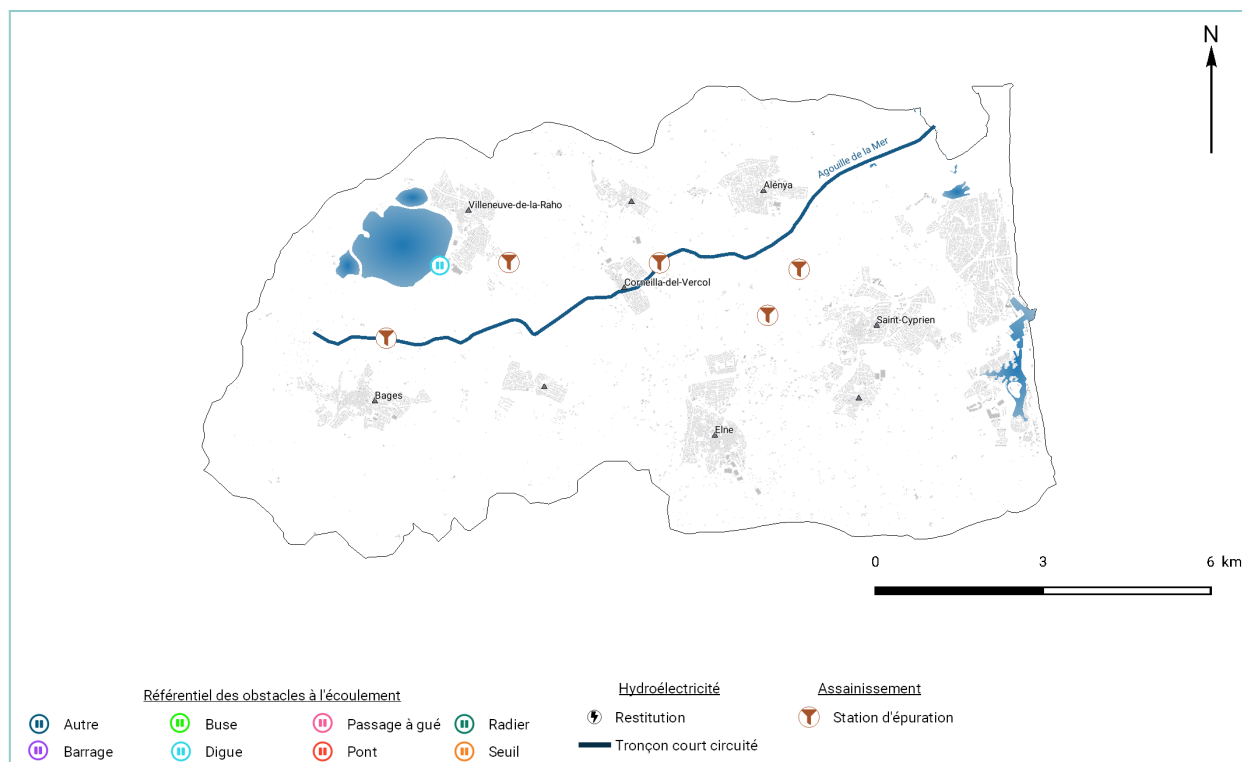 N
Agouille de la Mer
Alénya
Villeneuve-de-la-Raho
Corneilla-del-Vercol
Saint-Cyprien
Bages
Elne
0 3 6 km
Référentiel des obstacles à l'écoulement
Hydroélectricité
Assainissement
Autre
Buse
Passage à gué
Radier
Restitution
Station d'épuration
Barrage
Digue
Pont
Seuil
Tronçon court circuité